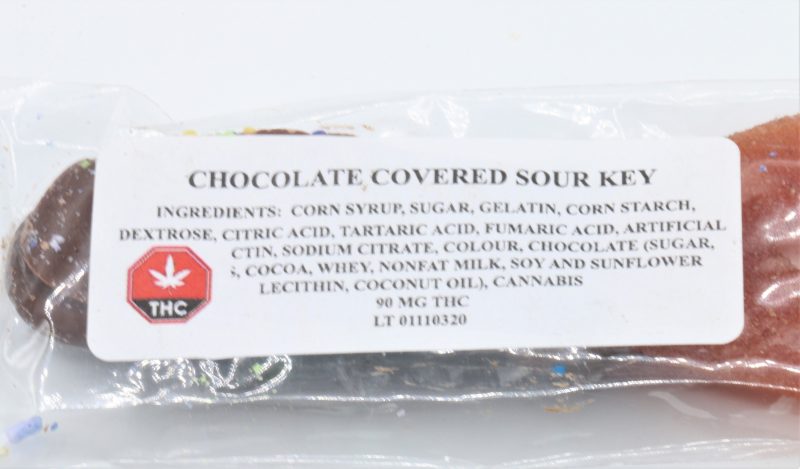 CHOCOLATE COVERED SOUR KEY
INGREDIENTS: CORN SYRUP, SUGAR, GELATIN, CORN STARCH,
DEXTROSE, CITRIC ACID, TARTARIC ACID, FUMARIC ACID, ARTIFICIAL
CTIN, SODIUM CITRATE, COLOUR, CHOCOLATE (SUGAR,
, COCOA, WHEY, NONFAT MILK, SOY AND SUNFLOWER
LECITHIN, COCONUT OIL), CANNABIS
THC
90 MG THC
LT 01110320